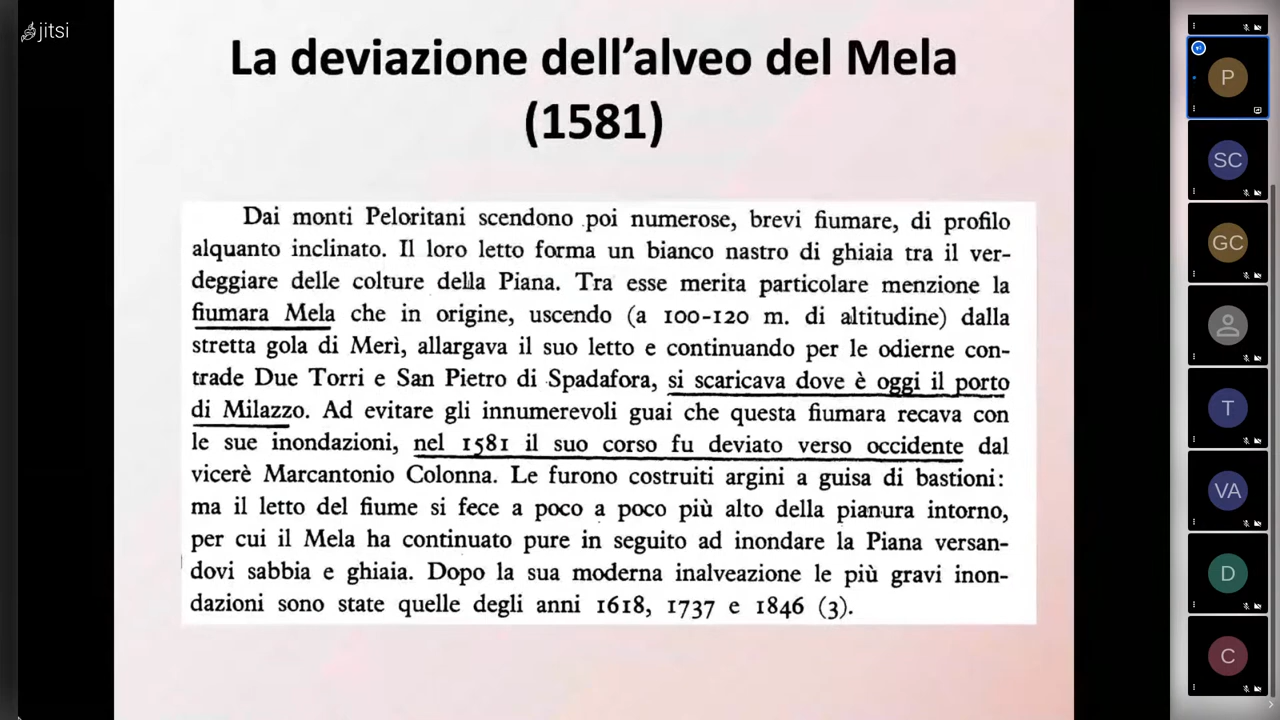 jitsi
La deviazione dell'alveo del Mela
(1581)
Dai monti Peloritani scendono poi numerose, brevi fiumare, di profilo
alquanto inclinato. Il loro letto forma un bianco nastro di ghiaia tra il ver-
deggiare delle colture della Piana. Tra esse merita particolare menzione la
fiumara Mela che in origine, uscendo (a 100-120 m. di altitudine) dalla
stretta gola di Merì, allargava il suo letto e continuando per le odierne con-
trade Due Torri e San Pietro di Spadafora, si scaricava dove è oggi il porto
di Milazzo. Ad evitare gli innumerevoli guai che questa fiumara recava con
le sue inondazioni, nel 1581 il suo corso fu deviato verso occidente dal
vicerè Marcantonio Colonna. Le furono costruiti argini a guisa di bastioni:
ma il letto del fiume si fece a poco a poco più alto della pianura intorno,
per cui il Mela ha continuato pure in seguito ad inondare la Piana versan-
dovi sabbia e ghiaia. Dopo la sua moderna inalveazione le più gravi inon-
dazioni sono state quelle degli anni 1618, 1737 e 1846 (3).
P
SC
GC
T
VA
D
C